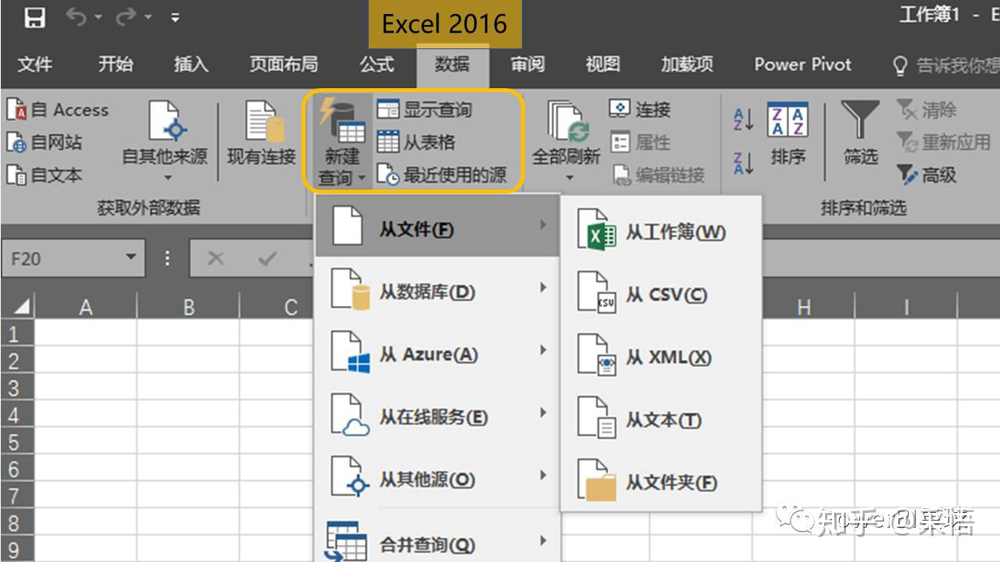 Excel 2016
工作簿1 - E
文件 开始 插入 页面布局 公式 数据 审阅 视图 加载项 Power Pivot 告诉我你想
自 Access
自网站
自文本
自其他来源
现有连接
获取外部数据
新建
查询
显示查询
从表格
最近使用的源
全部刷新
连接
属性
编辑链接
A
Z
Z
A
Z A
A Z
排序
筛选
清除
重新应用
高级
排序和筛选
F20
A B C H I
1
2
3
4
5
6
7
8
9
从文件(F)
从数据库(D)
从 Azure(A)
从在线服务(E)
从其他源(O)
合并查询(Q)
从工作簿(W)
从 CSV(C)
CSV
从 XML(X)
从文本(T)
从文件夹(F)
知乎